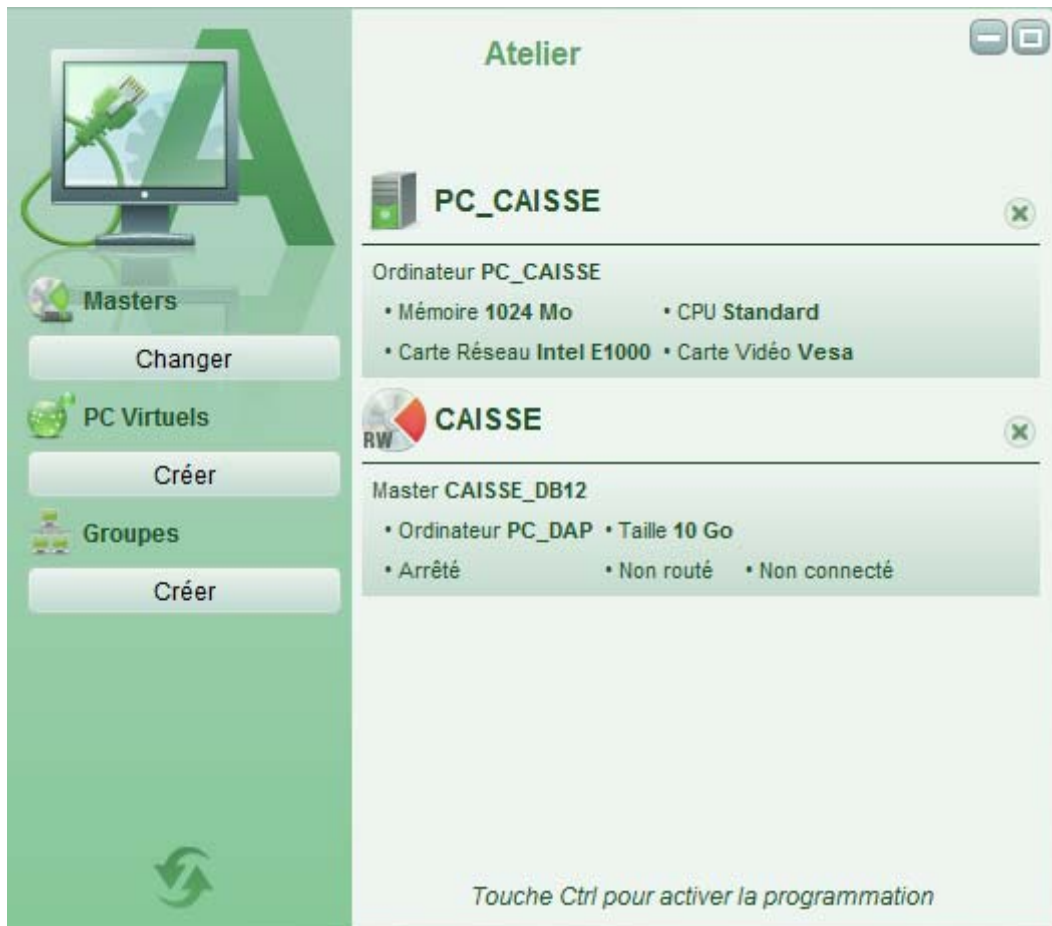 Atelier
Masters
Changer
PC Virtuels
Créer
Groupes
Créer
PC_CAISSE
Ordinateur PC_CAISSE
• Mémoire 1024 Mo • CPU Standard
• Carte Réseau Intel E1000 • Carte Vidéo Vesa
RW CAISSE
Master CAISSE_DB12
• Ordinateur PC_DAP • Taille 10 Go
• Arrêté • Non routé • Non connecté
Touche Ctrl pour activer la programmation